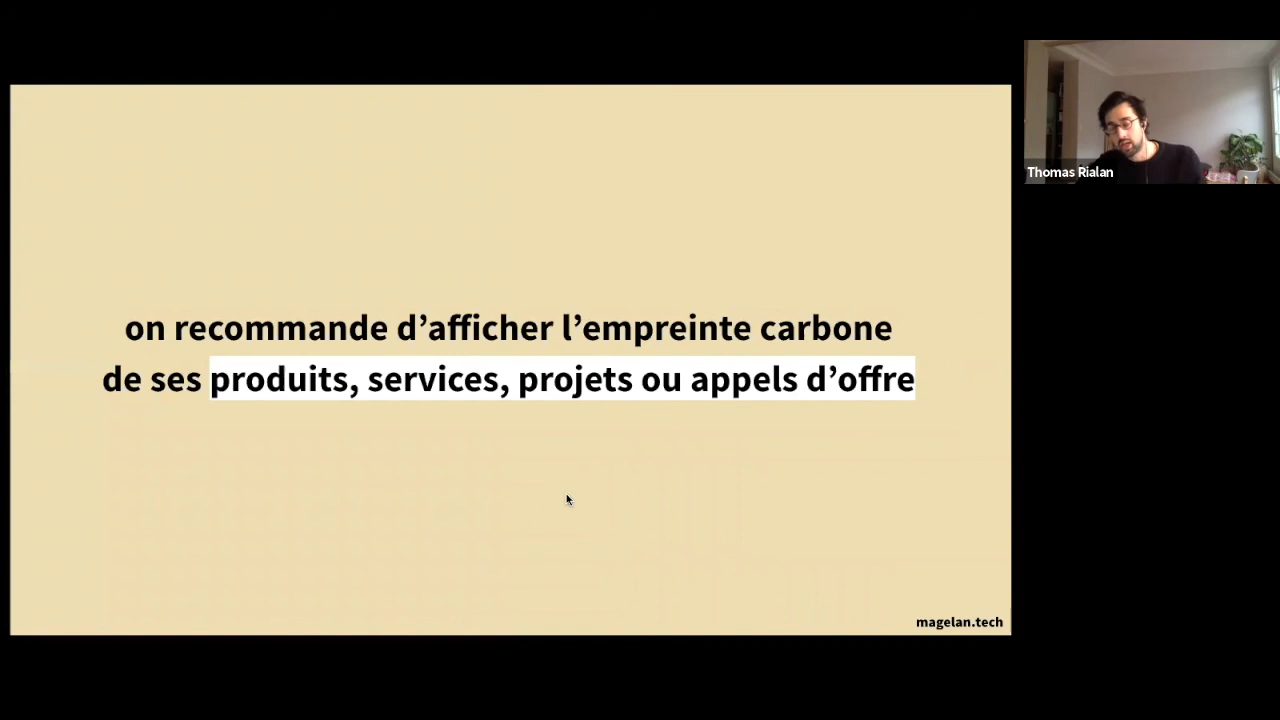 on recommande d’afficher l’empreinte carbone
de ses produits, services, projets ou appels d’offre
magelan.tech
Thomas Rialan